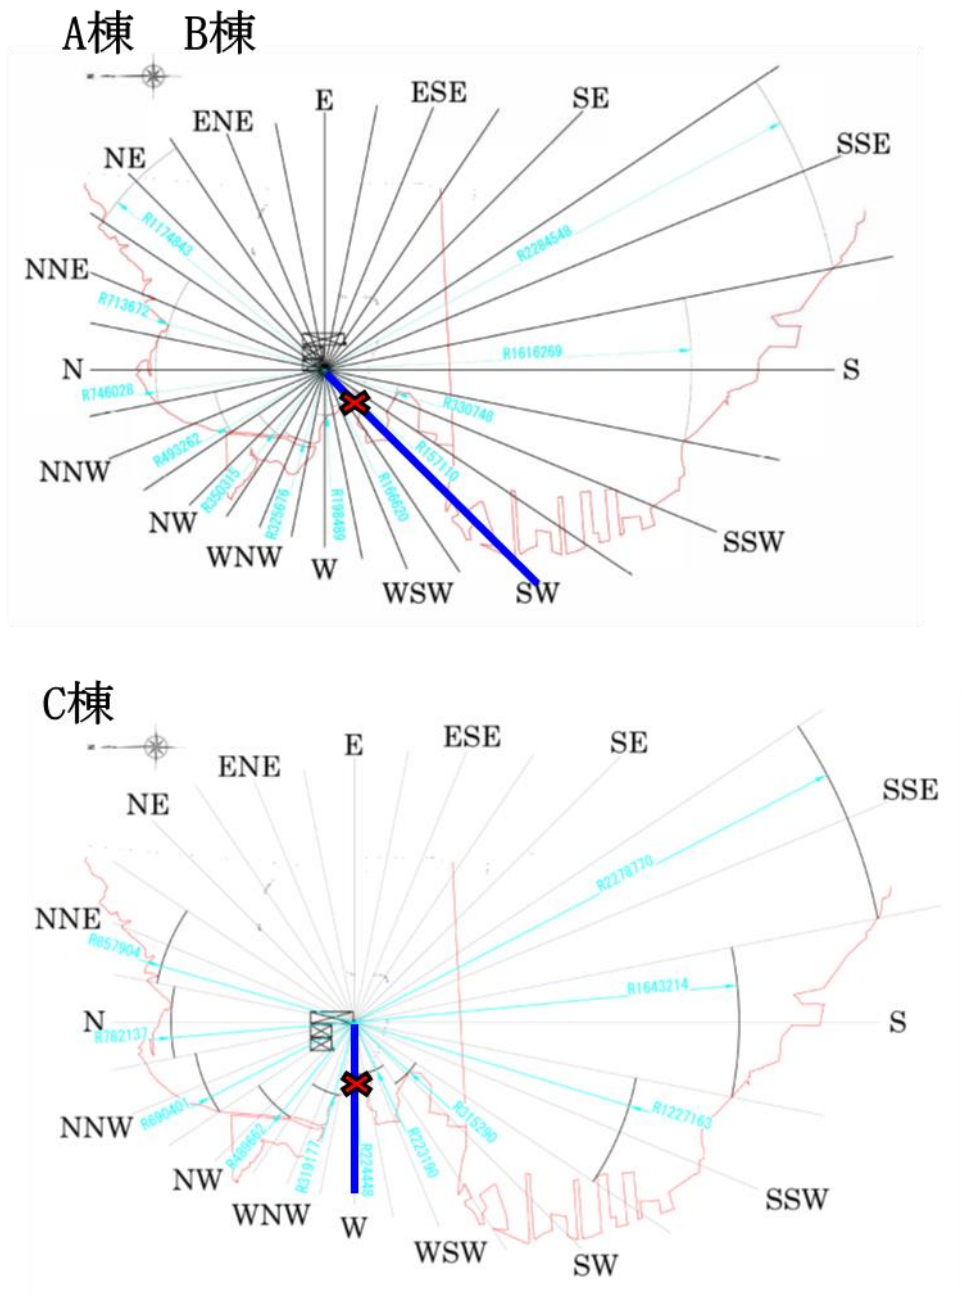 A棟 B棟
E
ESE
SE
ENE
SSE
NE
R1174843
R2284548
NNE
R713672
R1616269
N
S
R746028
R330748
R493262
R157110
NNW
R350315
R325676
R198489
R166620
NW
WNW
W
WSW
SW
SSW
C棟
E
ESE
SE
ENE
SSE
NE
R2278770
NNE
R857904
R1643214
N
S
R782137
R690401
R489662
R319177
R224448
R223190
R315290
R1227163
NNW
NW
WNW
W
WSW
SW
SSW